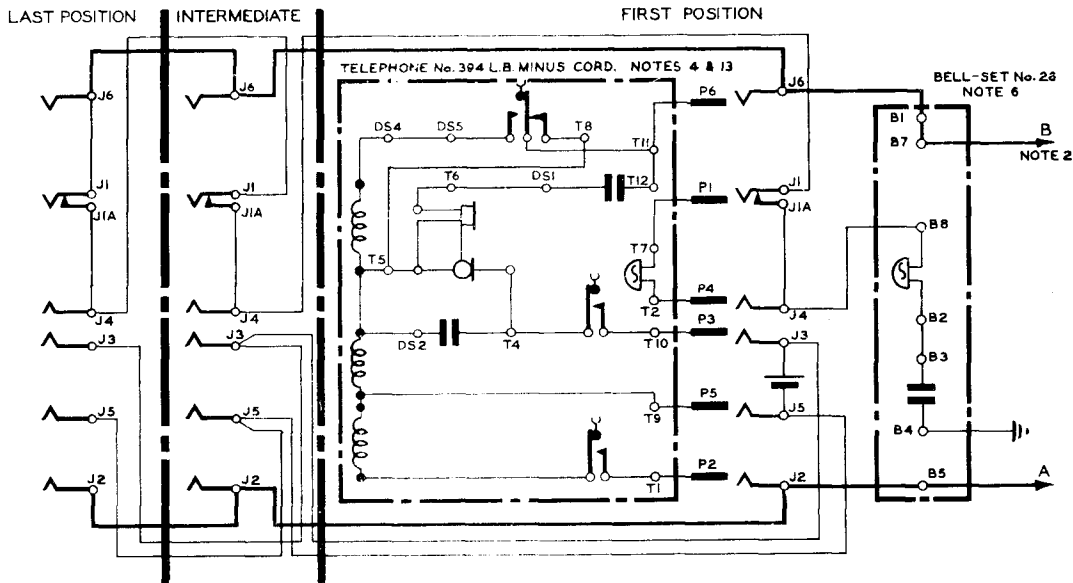 LAST POSITION
INTERMEDIATE
FIRST POSITION
TELEPHONE No. 394 L.B. MINUS CORD. NOTES 4 & 13
BELL-SET No. 23
NOTE 6
J6
J6
J6
P6
B1
B7
B
NOTE 2
DS4
DS5
T8
T11
T6
DS1
T12
J1
J1A
J1
J1A
P1
J1
J1A
T7
B8
T5
T2
P4
J4
J4
J4
J3
J3
DS2
T4
T10
P3
J3
B2
B3
J5
J5
T9
P5
J5
B4
J2
J2
T1
P2
J2
B5
A